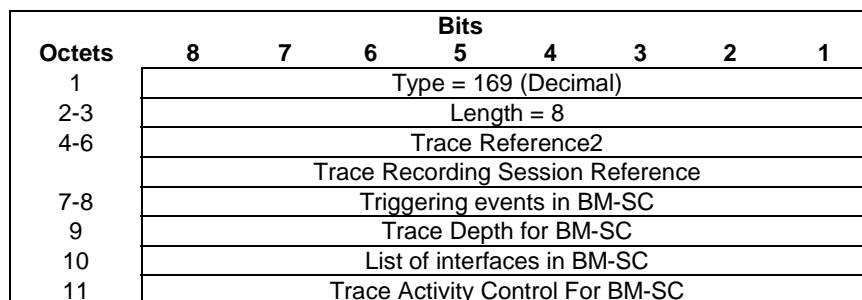 Bits
Octets 8 7 6 5 4 3 2 1
1 Type = 169 (Decimal)
2-3 Length = 8
4-6 Trace Reference2
Trace Recording Session Reference
7-8 Triggering events in BM-SC
9 Trace Depth for BM-SC
10 List of interfaces in BM-SC
11 Trace Activity Control For BM-SC